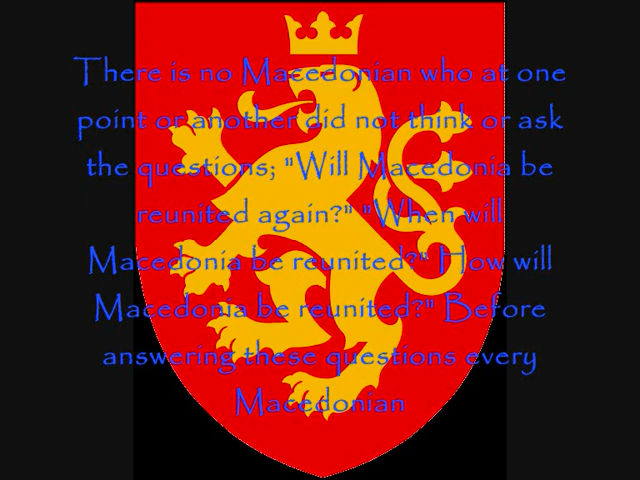 There is no Macedonian who at one
point or another did not think or ask
the questions; "Will Macedonia be
reunited again?" "When will
Macedonia be reunited?" How will
Macedonia be reunited?" Before
answering these questions every
Macedonian